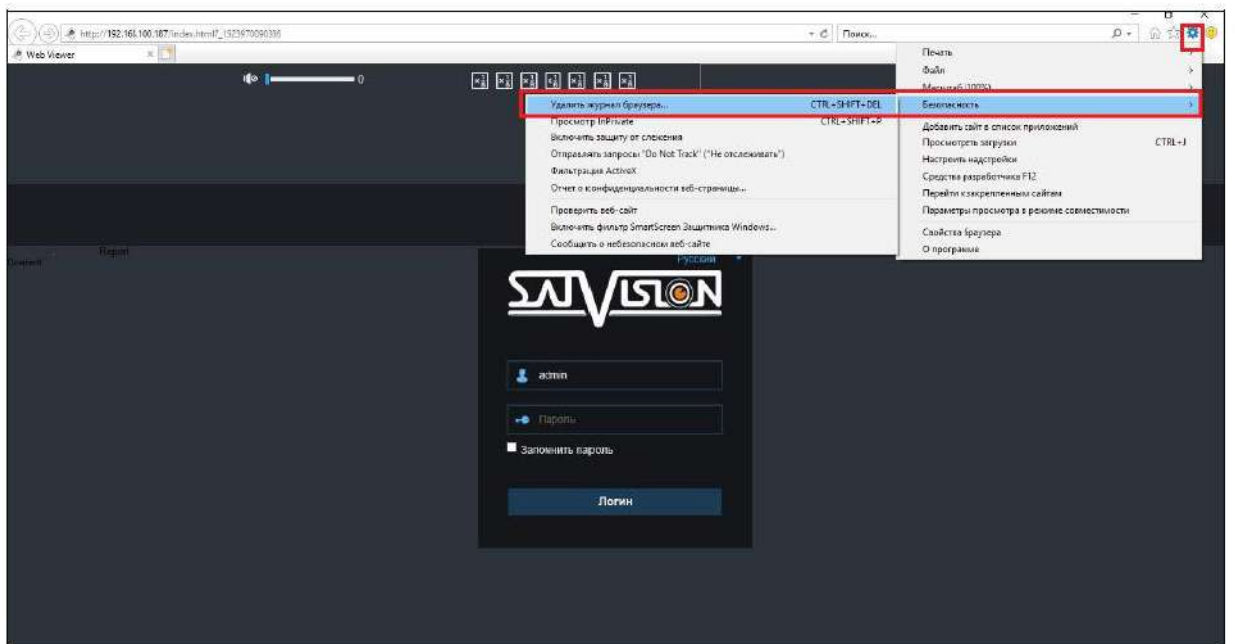 http://192.168.100.187/index.html?_1523970090336
Поиск...
Web Viewer
0
Печать
Файл
Масштаб (100%)
Безопасность
Добавить сайт в список приложений
Просмотреть загрузки CTRL+J
Настроить надстройки
Средства разработчика F12
Перейти к закрепленным сайтам
Параметры просмотра в режиме совместимости
Свойства браузера
О программе
Удалить журнал браузера... CTRL+SHIFT+DEL
Просмотр InPrivate CTRL+SHIFT+P
Включить защиту от слежения
Отправлять запросы "Do Not Track" ("Не отслеживать")
Фильтрация ActiveX
Отчет о конфиденциальности веб-страницы...
Проверить веб-сайт
Включить фильтр SmartScreen Защитника Windows...
Сообщить о небезопасном веб-сайте
Report
Русский
SATVISION
admin
Пароль
Запомнить пароль
Логин